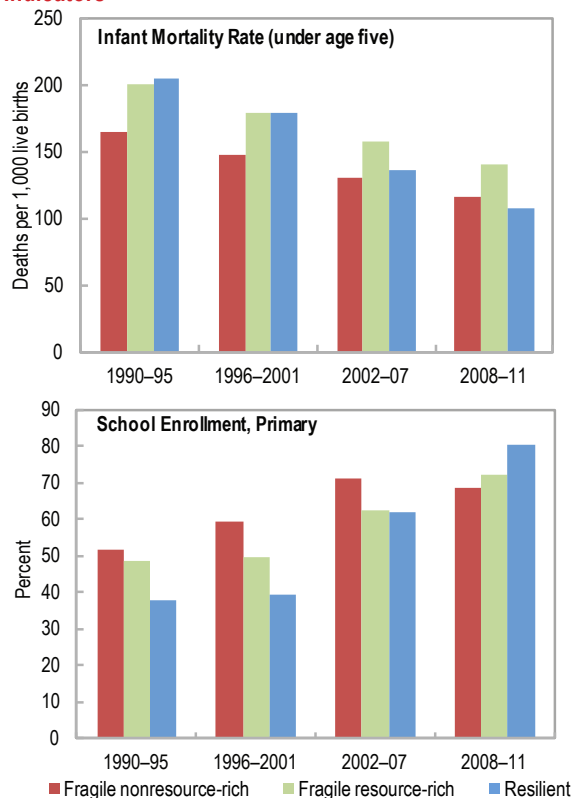 Indicators
250
Infant Mortality Rate (under age five)
200
150
100
50
0
Deaths per 1,000 live births
1990–95 1996–2001 2002–07 2008–11
90
School Enrollment, Primary
80
70
60
50
40
30
20
10
0
Percent
1990–95 1996–2001 2002–07 2008–11
Fragile nonresource-rich Fragile resource-rich Resilient